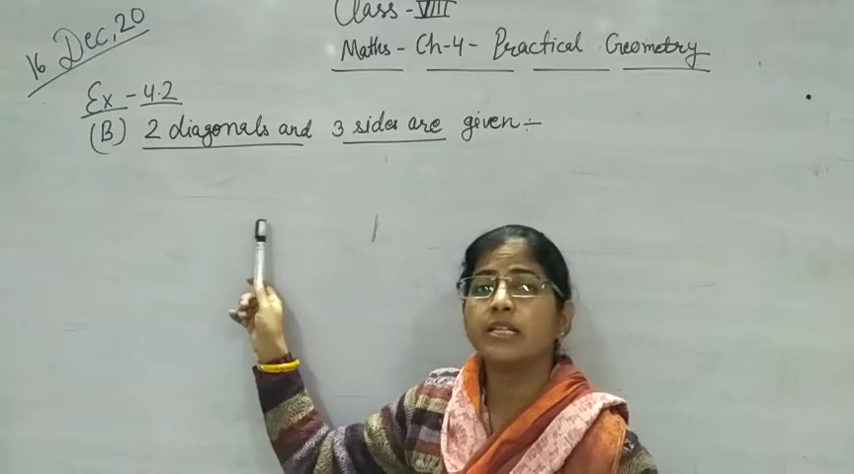 16 Dec, 20
Class - VIII
Maths - Ch-4 - Practical Geometry
Ex - 4.2
(B) 2 diagonals and 3 sides are given :-